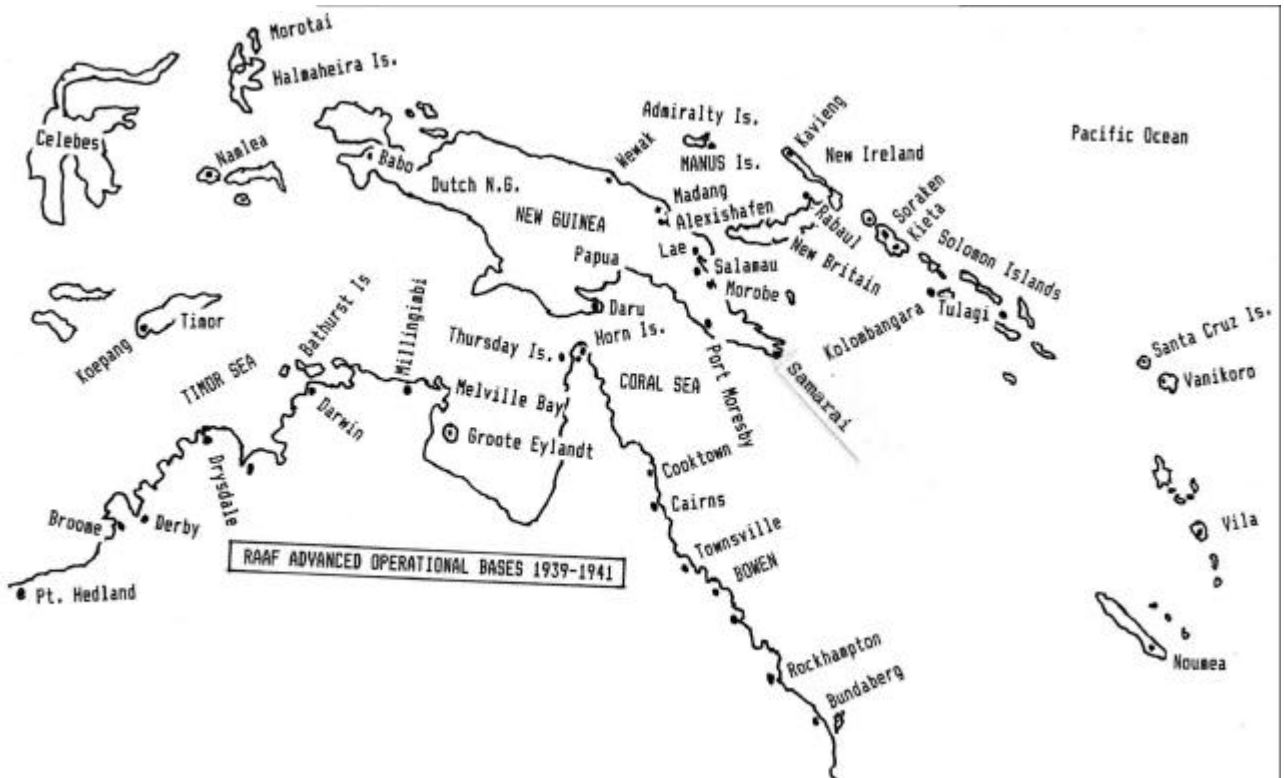 Morotai
Halmaheira Is.
Celebes
Namlea
Babo
Dutch N.G.
NEW GUINEA
Wewak
Admiralty Is.
MANUS Is.
Kavieng
New Ireland
Pacific Ocean
Madang
Alexishafen
Rabaul
Soraken
Kieta
Solomon Islands
Lae
Salamau
New Britain
Papua
Morobe
Daru
Kolombangara
Tulagi
Santa Cruz Is.
Vanikoro
Koepang
Timor
TIMOR SEA
Bathurst Is
Millingimbi
Thursday Is.
Horn Is.
CORAL SEA
Port Moresby
Samarai
Darwin
Melville Bay
Groote Eylandt
Drysdale
Broome
Derby
Pt. Hedland
Cooktown
Cairns
Townsville
BOWEN
Vila
RAAF ADVANCED OPERATIONAL BASES 1939-1941
Rockhampton
Bundaberg
Noumea